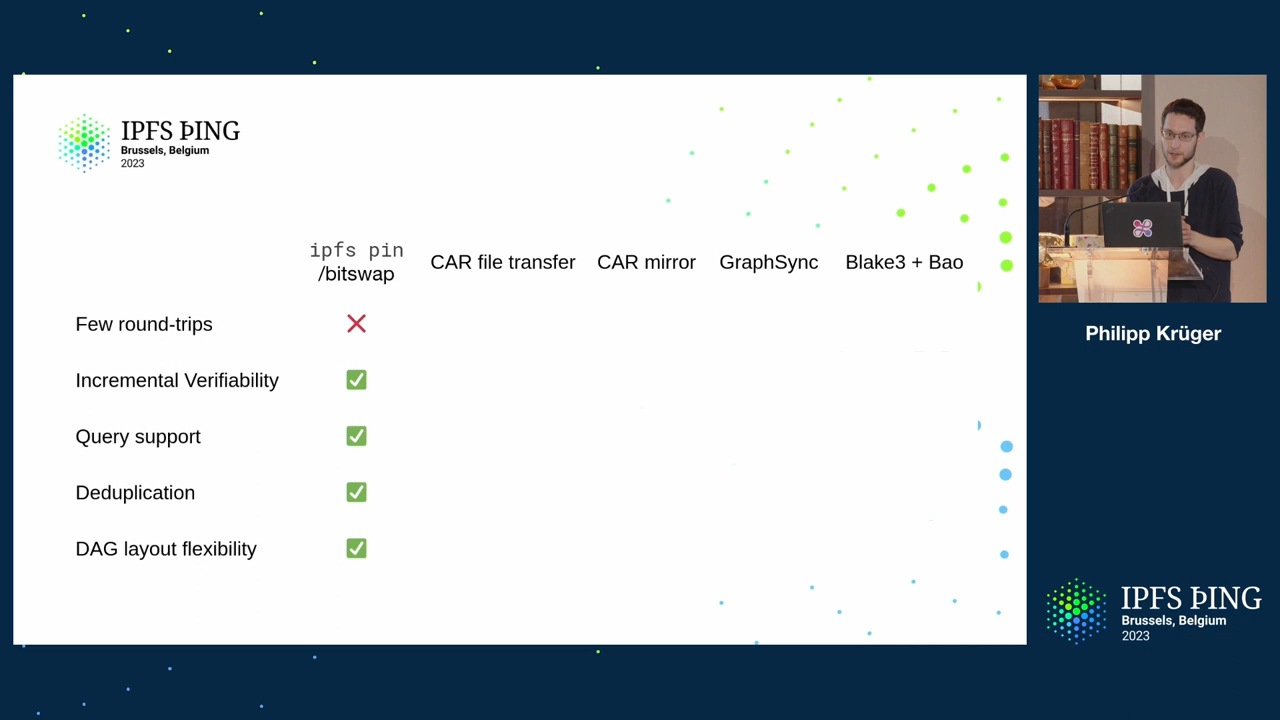 IPFS ÞING
Brussels, Belgium
2023
ipfs pin
/bitswap
CAR file transfer
CAR mirror
GraphSync
Blake3 + Bao
Few round-trips
Incremental Verifiability
Query support
Deduplication
DAG layout flexibility
Philipp Krüger
IPFS ÞING
Brussels, Belgium
2023